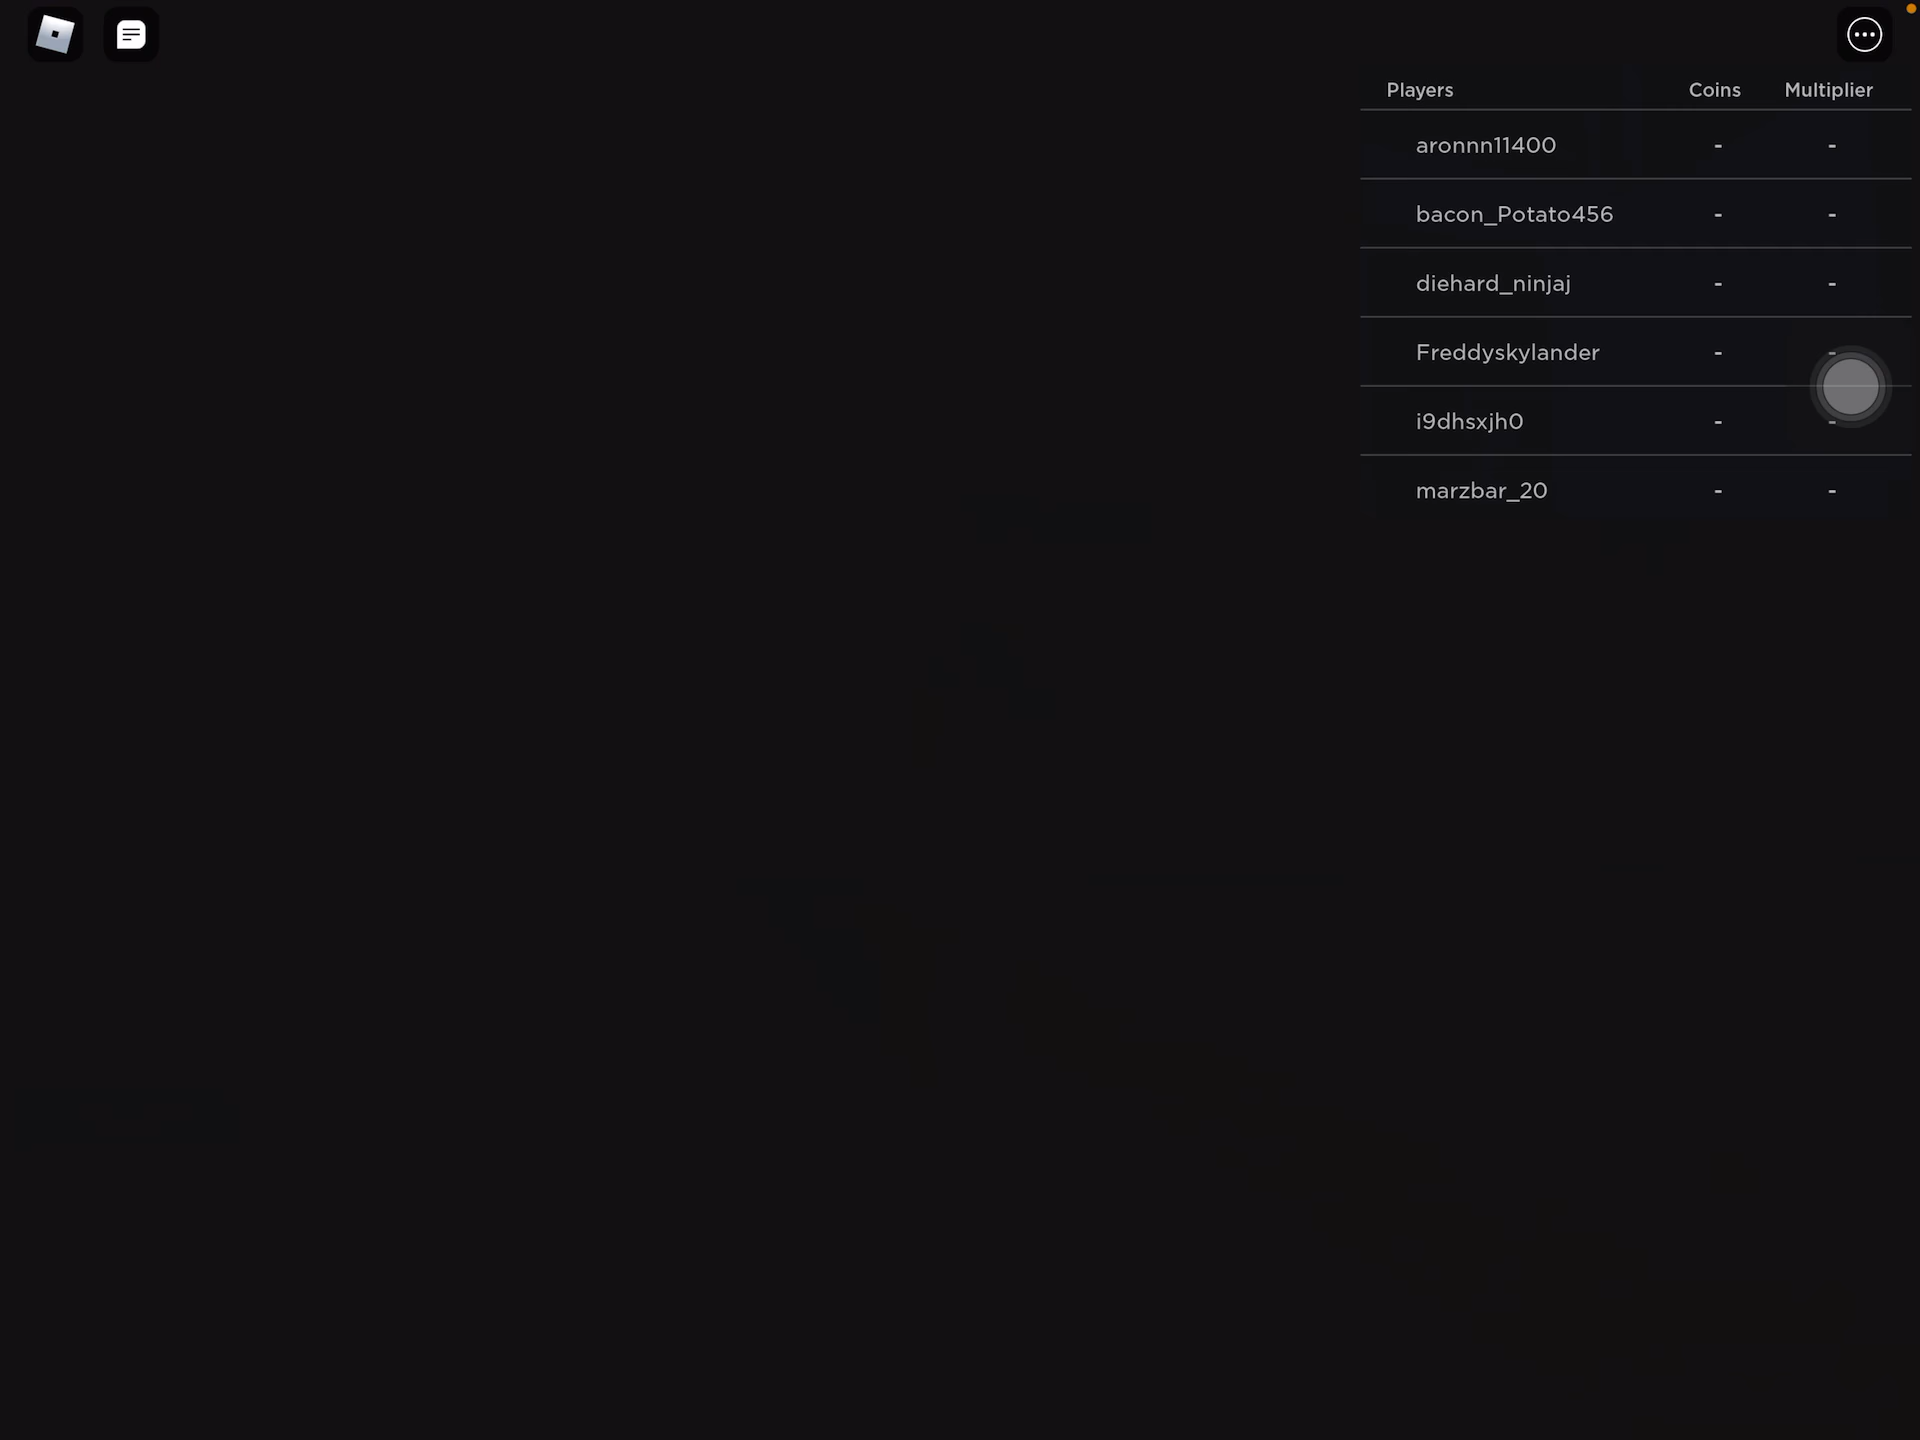 Players Coins Multiplier
aronnn11400 - -
bacon_Potato456 - -
diehard_ninjaj - -
Freddyskylander - -
i9dhsxjh0 - -
marzbar_20 - -